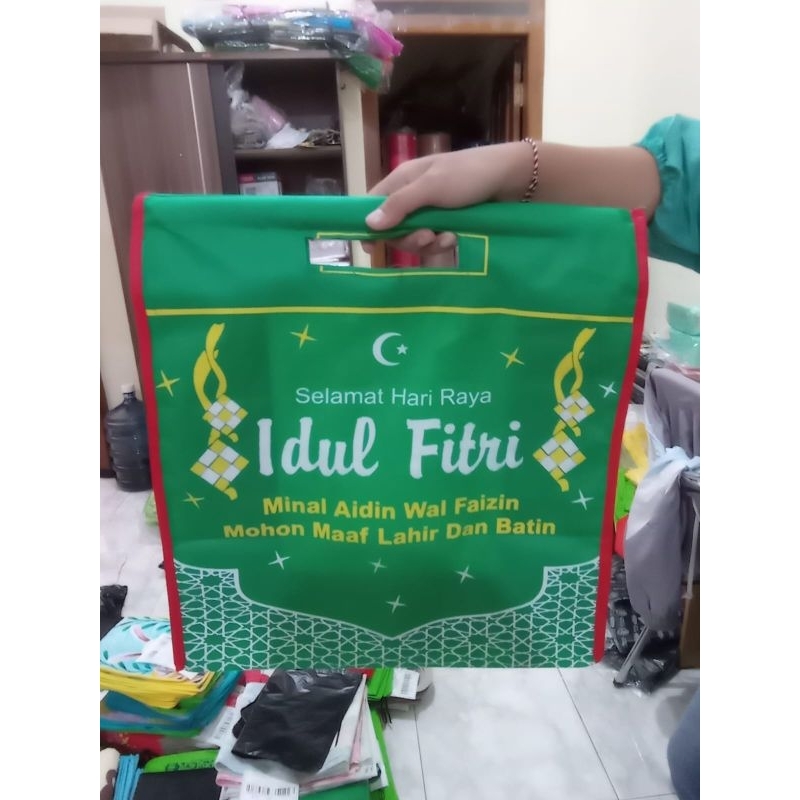 Selamat Hari Raya
Idul Fitri
Minal Aidin Wal Faizin
Mohon Maaf Lahir Dan Batin